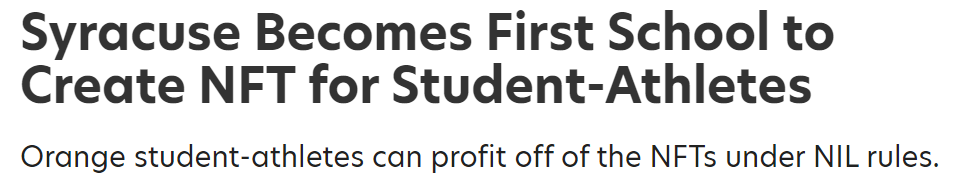 Syracuse Becomes First School to
Create NFT for Student-Athletes
Orange student-athletes can profit off of the NFTs under NIL rules.